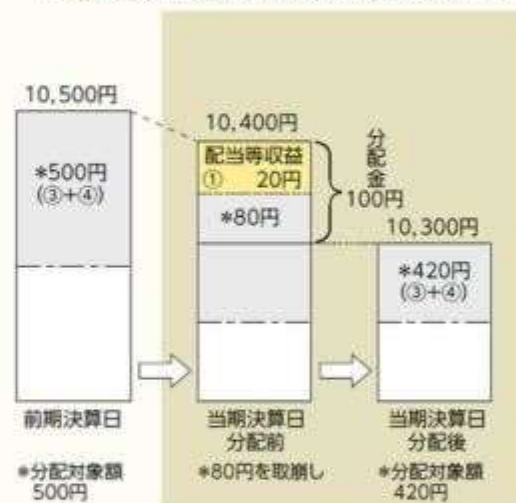 10,500円
*500円
(③+④)
前期決算日
*分配対象額
500円
10,400円
配当等収益
① 20円
*80円
分配金
100円
当期決算日
分配前
*80円を取崩し
10,300円
*420円
(③+④)
当期決算日
分配後
*分配対象額
420円